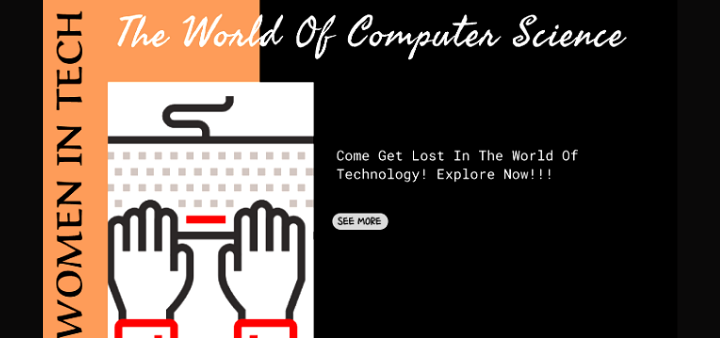 The World Of Computer Science
WOMEN IN TECH
Come Get Lost In The World Of
Technology! Explore Now!!!
SEE MORE